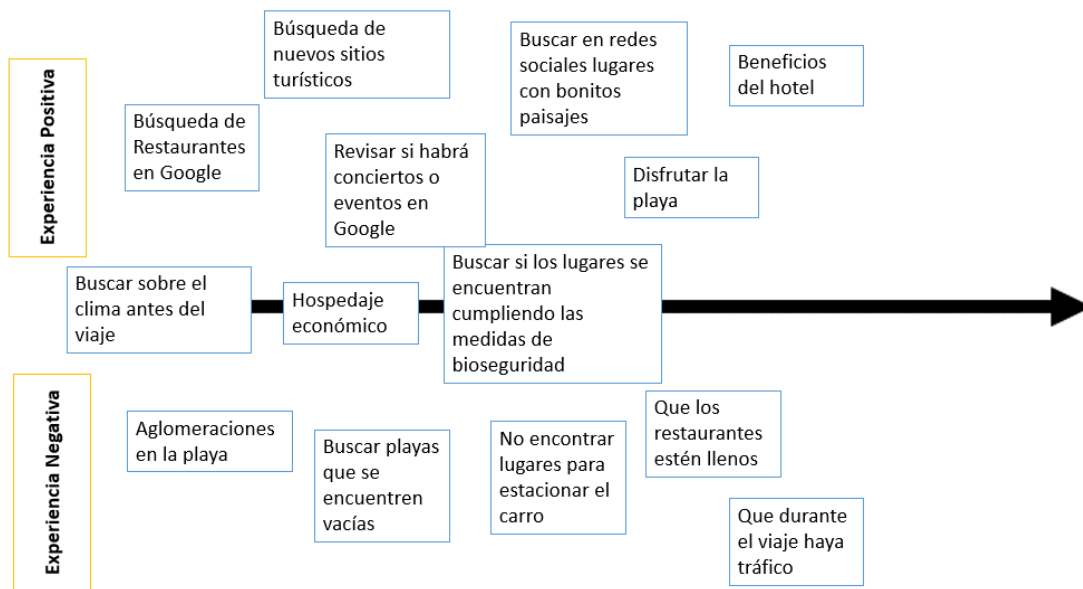 Experiencia Positiva
Búsqueda de
nuevos sitios
turísticos
Buscar en redes
sociales lugares
con bonitos
paisajes
Beneficios
del hotel
Búsqueda de
Restaurantes
en Google
Revisar si habrá
conciertos o
eventos en
Google
Disfrutar la
playa
Buscar sobre el
clima antes del
viaje
Hospedaje
económico
Buscar si los lugares se
encuentran
cumpliendo las
medidas de
bioseguridad
Experiencia Negativa
Aglomeraciones
en la playa
Buscar playas
que se
encuentren
vacías
No encontrar
lugares para
estacionar el
carro
Que los
restaurantes
estén llenos
Que durante
el viaje haya
tráfico